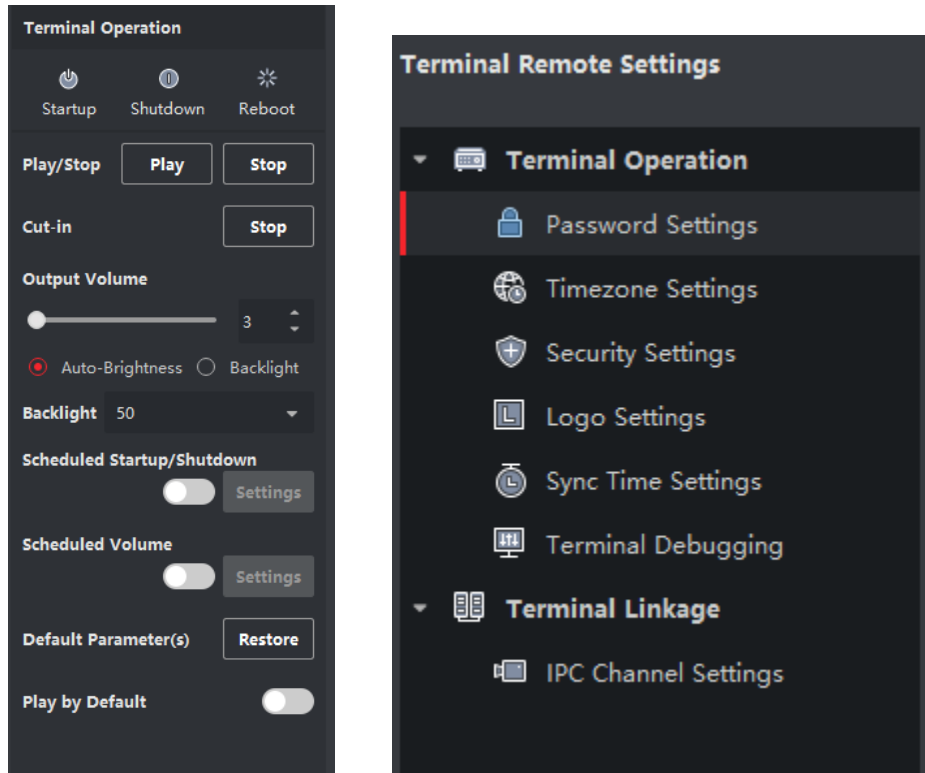 Terminal Operation
Startup Shutdown Reboot
Play/Stop Play Stop
Cut-in Stop
Output Volume
3
Auto-Brightness Backlight
Backlight 50
Scheduled Startup/Shutdown
Settings
Scheduled Volume
Settings
Default Parameter(s) Restore
Play by Default
Terminal Remote Settings
Terminal Operation
Password Settings
Timezone Settings
Security Settings
Logo Settings
Sync Time Settings
Terminal Debugging
Terminal Linkage
IPC Channel Settings